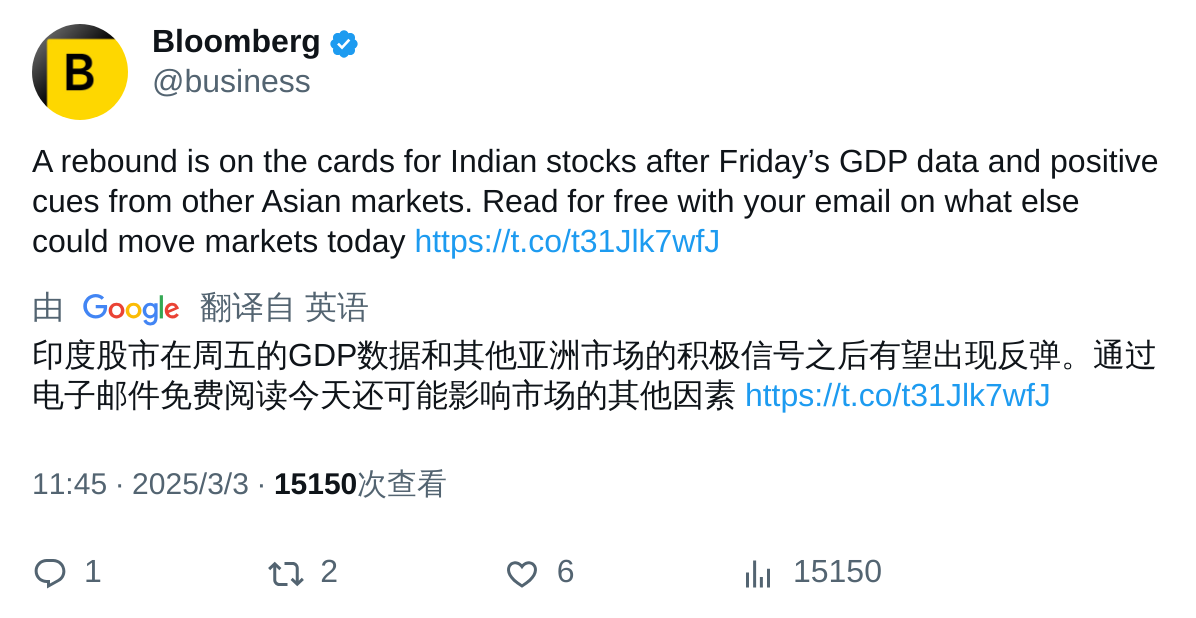 B
Bloomberg
@business
A rebound is on the cards for Indian stocks after Friday’s GDP data and positive
cues from other Asian markets. Read for free with your email on what else
could move markets today https://t.co/t31Jlk7wfJ
由 Google 翻译自 英语
印度股市在周五的GDP数据和其他亚洲市场的积极信号之后有望出现反弹。通过
电子邮件免费阅读今天还可能影响市场的其他因素 https://t.co/t31Jlk7wfJ
11:45 · 2025/3/3 · 15150次查看
1 2 6 15150